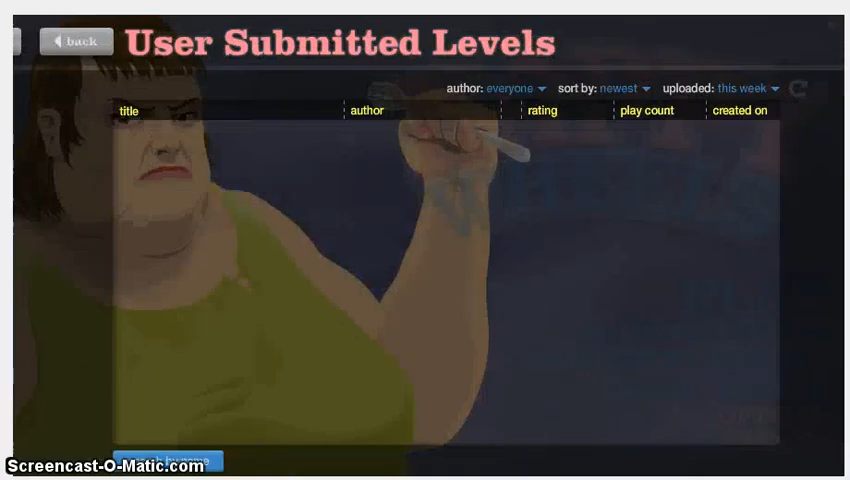 back
User Submitted Levels
author: everyone sort by: newest uploaded: this week
title author rating play count created on
Screencast-O-Matic.com